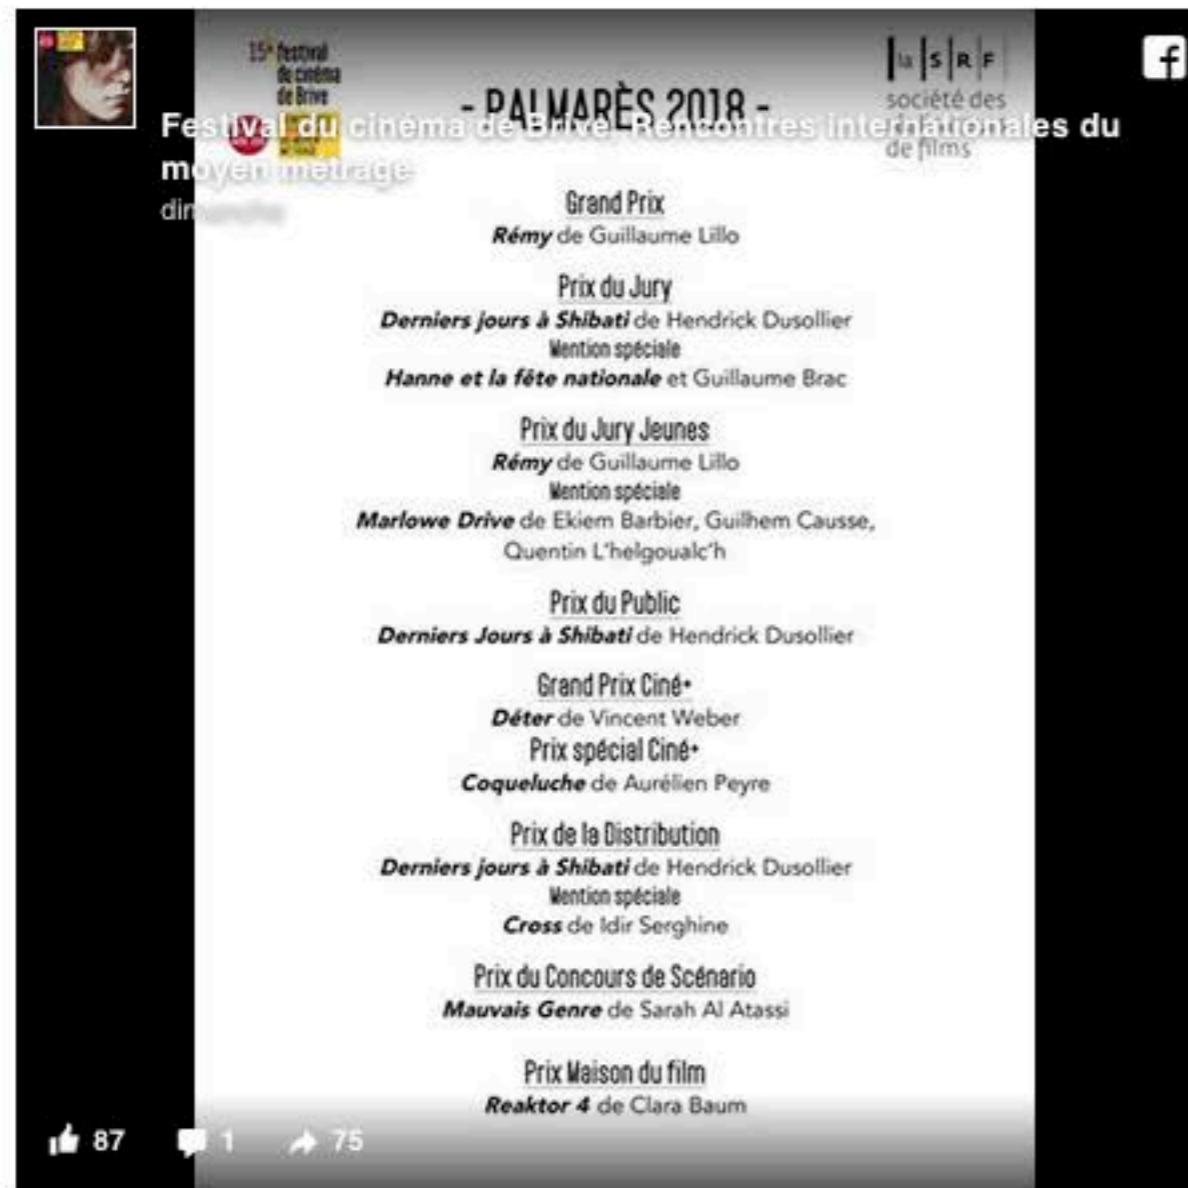 15e festival
de cinéma
de Brive
- PALMARÈS 2018 -
la S R F
société des
de films
Festival du cinéma de Brive, Rencontres internationales du
moyen métrage
dimanche
Grand Prix
Rémy de Guillaume Lillo
Prix du Jury
Derniers jours à Shibati de Hendrick Dusollier
Mention spéciale
Hanne et la fête nationale et Guillaume Brac
Prix du Jury Jeunes
Rémy de Guillaume Lillo
Mention spéciale
Marlowe Drive de Ekiem Barbier, Guilhem Causse,
Quentin L'helgoualc'h
Prix du Public
Derniers Jours à Shibati de Hendrick Dusollier
Grand Prix Ciné+
Déter de Vincent Weber
Prix spécial Ciné+
Coqueluche de Aurélien Peyre
Prix de la Distribution
Derniers jours à Shibati de Hendrick Dusollier
Mention spéciale
Cross de Idir Serghine
Prix du Concours de Scénario
Mauvais Genre de Sarah Al Atassi
Prix Maison du film
Reaktor 4 de Clara Baum
87 1 75